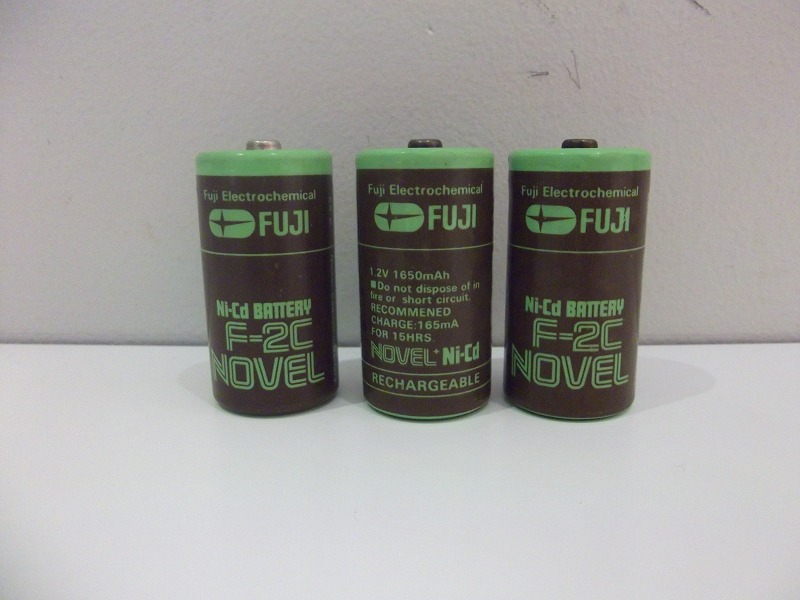 Fuji Electrochemical
FUJI
Ni-Cd BATTERY
F-2C
NOVEL
Fuji Electrochemical
FUJI
1.2V 1650mAh
■Do not dispose of in
fire or short circuit.
RECOMMENED
CHARGE:165mA
FOR 15HRS
NOVEL+ Ni-Cd
RECHARGEABLE
Fuji Electrochemical
FUJI
Ni-Cd BATTERY
F-2C
NOVEL